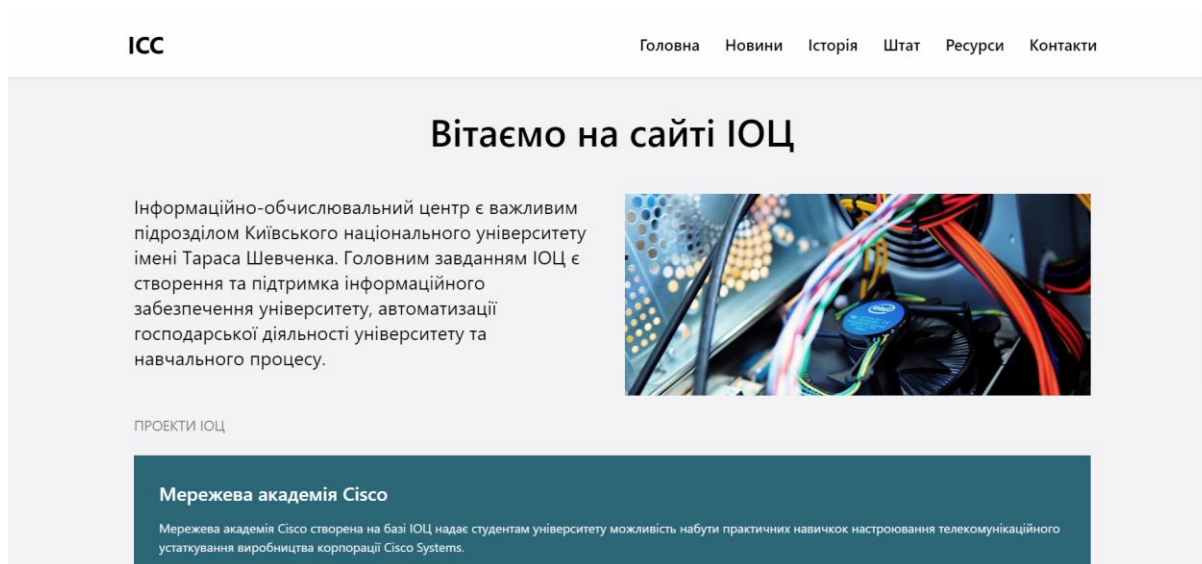 ICC
Головна Новини Історія Штат Ресурси Контакти
Вітаємо на сайті ІОЦ
Інформаційно-обчислювальний центр є важливим
підрозділом Київського національного університету
імені Тараса Шевченка. Головним завданням ІОЦ є
створення та підтримка інформаційного
забезпечення університету, автоматизації
господарської діяльності університету та
навчального процесу.
intel
ПРОЕКТИ ІОЦ
Мережева академія Cisco
Мережева академія Cisco створена на базі ІОЦ надає студентам університету можливість набути практичних навичкок настроювання телекомунікаційного
устаткування виробництва корпорації Cisco Systems.